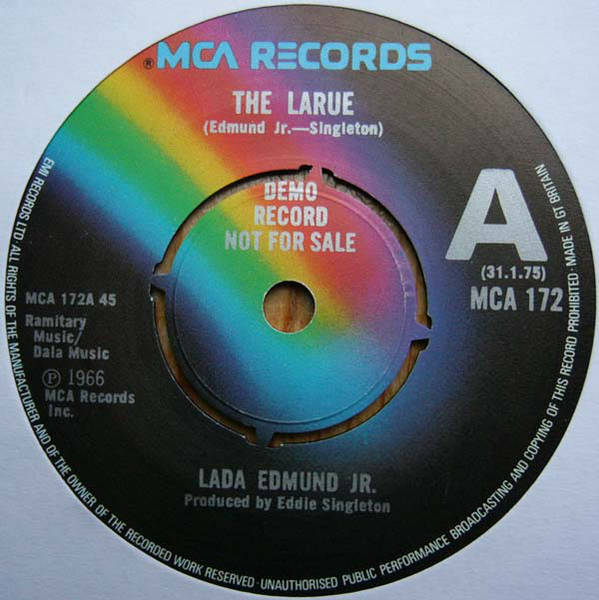 ®MCA RECORDS
THE LARUE
(Edmund Jr.—Singleton)
DEMO
RECORD
NOT FOR SALE
A
(31.1.75)
MCA 172
MCA 172A 45
Ramitary
Music/
Dala Music
Ⓟ 1966
MCA Records
Inc.
LADA EDMUND JR.
Produced by Eddie Singleton
EMI RECORDS LTD · ALL RIGHTS OF THE MANUFACTURER AND OF THE OWNER OF THE RECORDED WORK RESERVED · UNAUTHORISED PUBLIC PERFORMANCE BROADCASTING AND COPYING OF THIS RECORD PROHIBITED · MADE IN GT BRITAIN